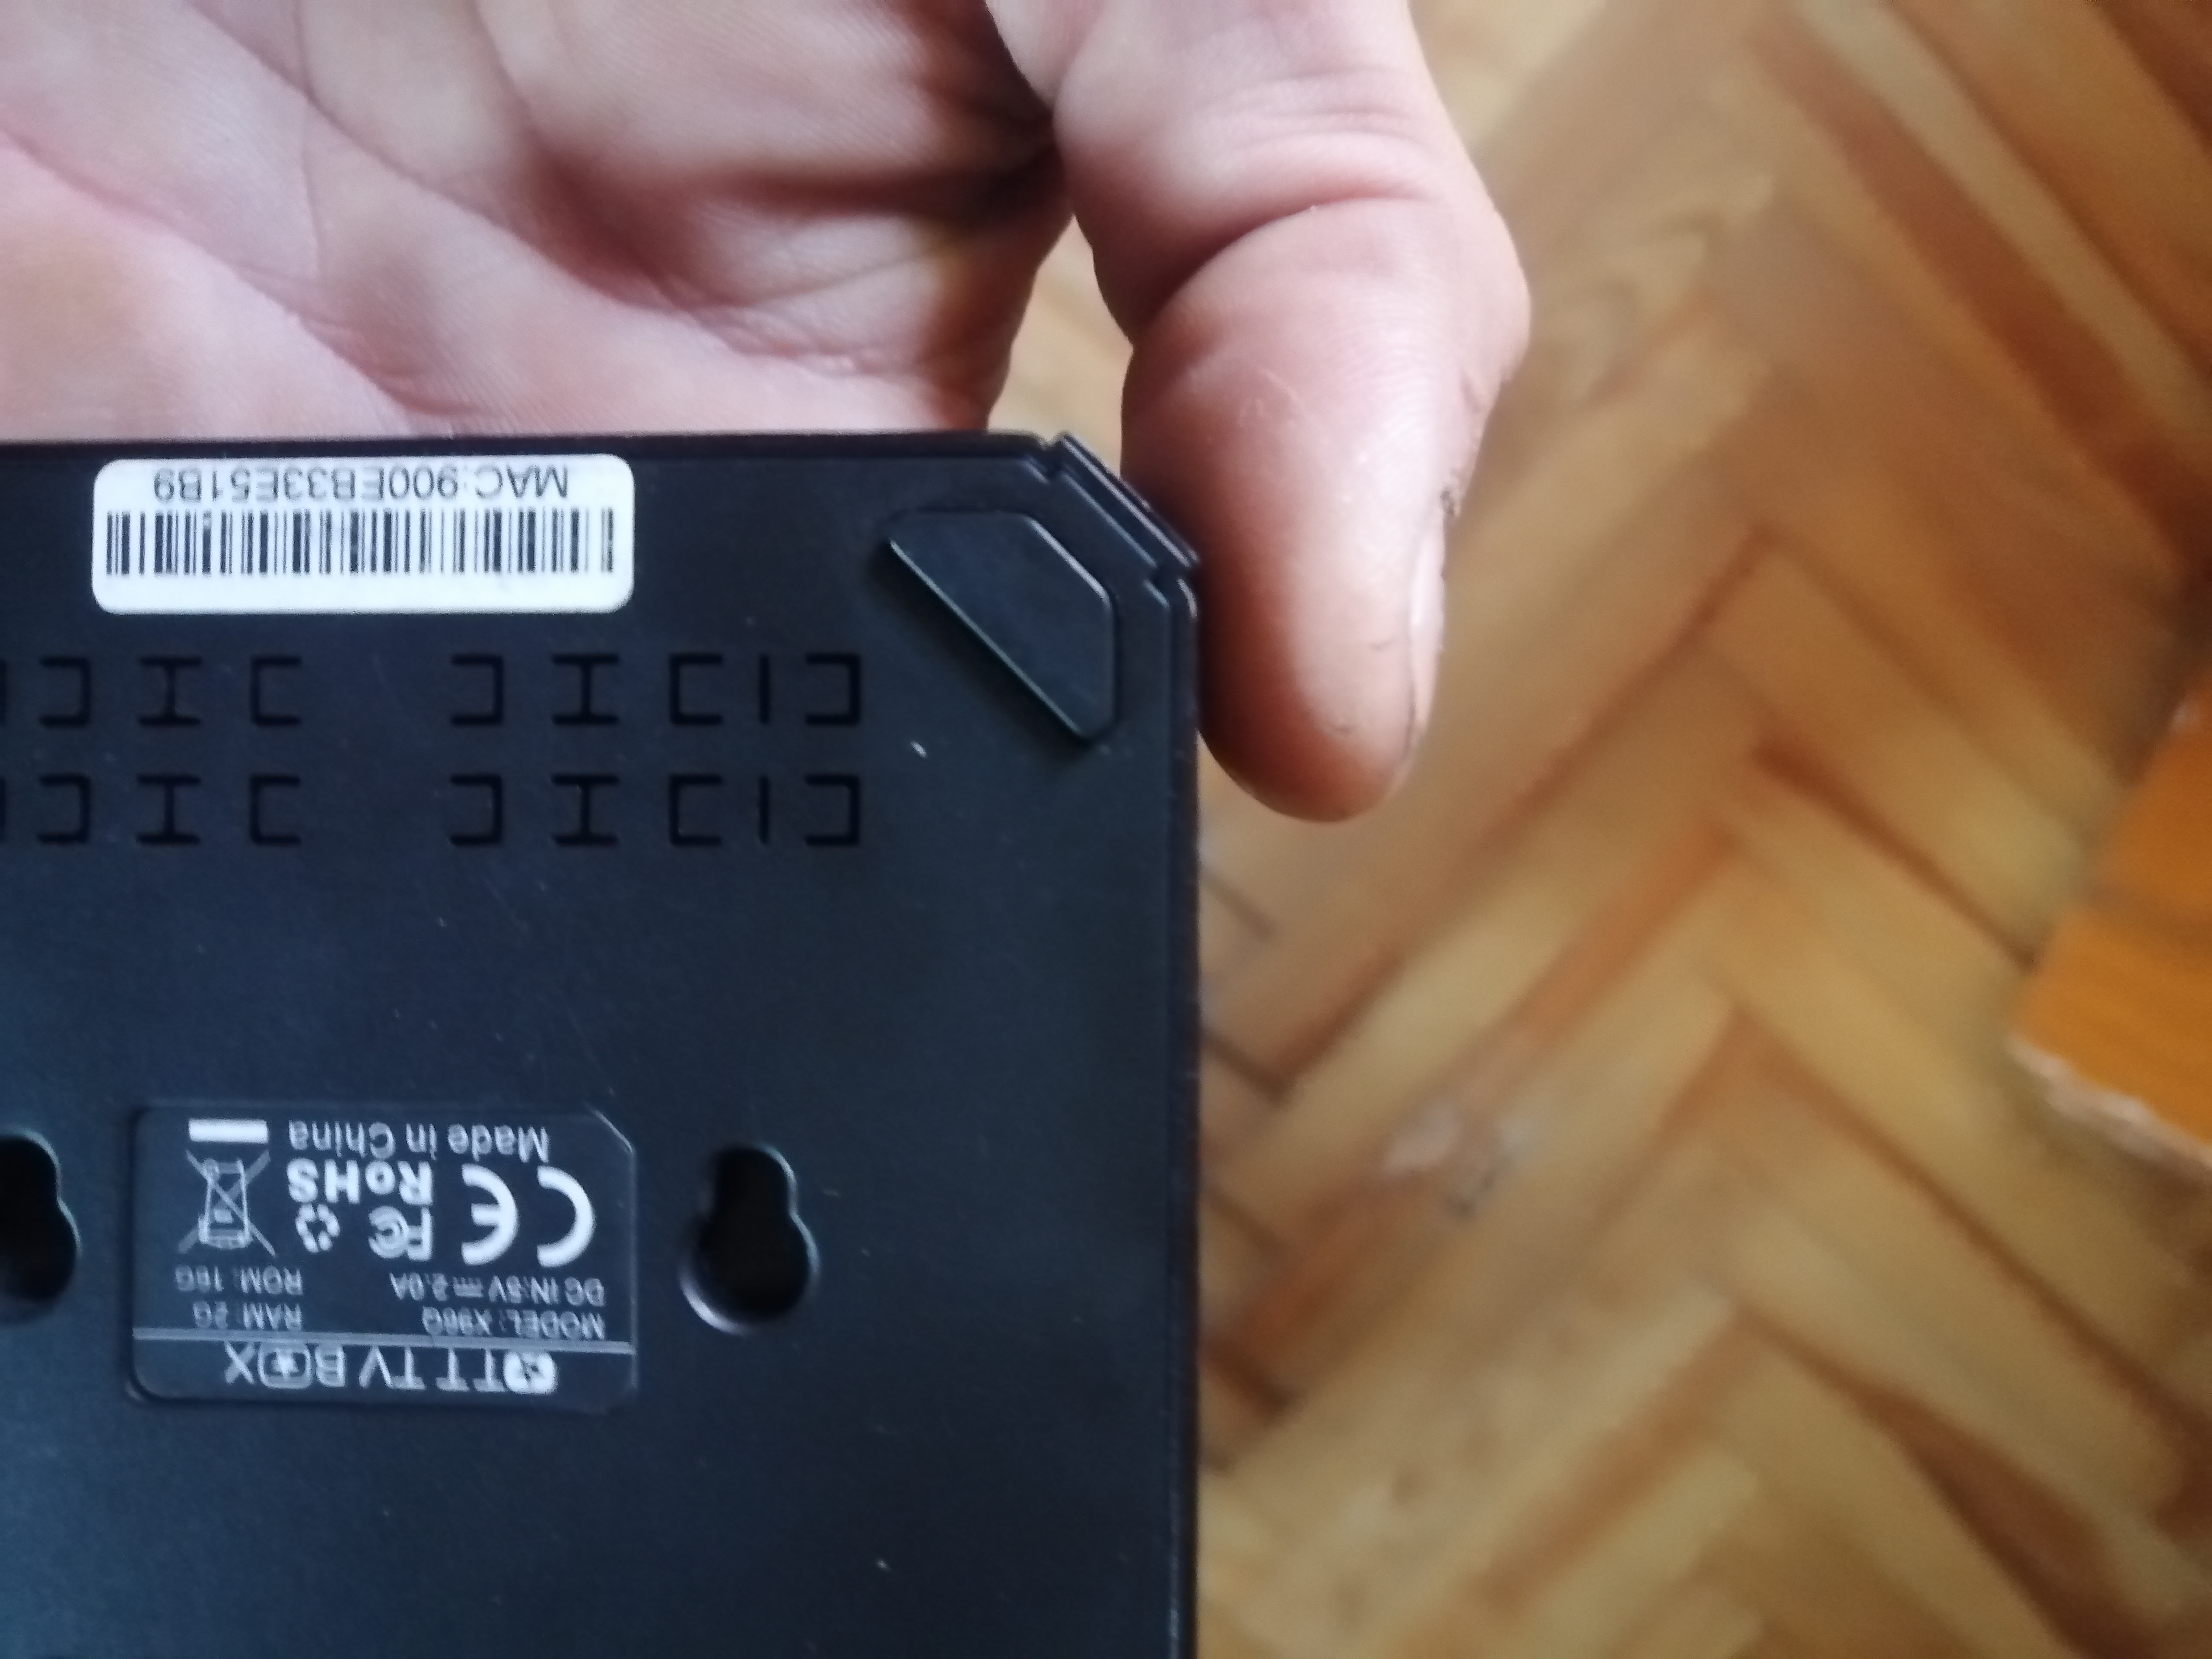 OTT TV BOX
MODEL: X96Q RAM: 2G
DC IN:5V⎓2.0A ROM: 16G
CE FC RoHS
Made in China
MAC:900EB33E51B9